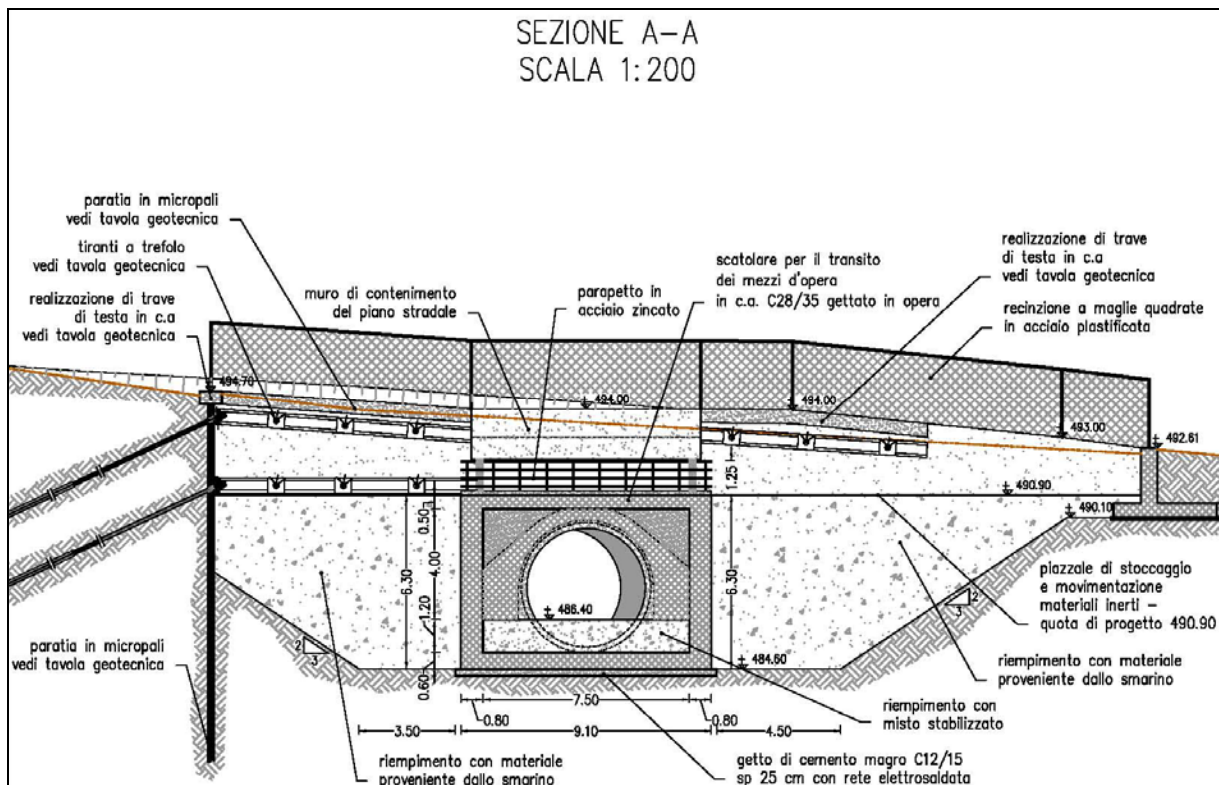 SEZIONE A-A
SCALA 1:200
paratia in micropali
vedi tavola geotecnica
tiranti a trefolo
vedi tavola geotecnica
realizzazione di trave
di testa in c.a
vedi tavola geotecnica
muro di contenimento
del piano stradale
parapetto in
acciaio zincato
scatolare per il transito
dei mezzi d'opera
in c.a. C28/35 gettato in opera
realizzazione di trave
di testa in c.a
vedi tavola geotecnica
recinzione a maglie quadrate
in acciaio plastificata
494.70
494.00
494.00
493.00
492.61
1.25
490.90
490.10
0.50
4.00
6.30
1.20
0.60
6.30
486.40
484.60
2
3
2
3
piazzale di stoccaggio
e movimentazione
materiali inerti -
quota di progetto 490.90
paratia in micropali
vedi tavola geotecnica
riempimento con materiale
proveniente dallo smarino
riempimento con
misto stabilizzato
7.50
0.80
0.80
3.50
9.10
4.50
riempimento con materiale
proveniente dallo smarino
getto di cemento magro C12/15
sp 25 cm con rete elettrosaldata